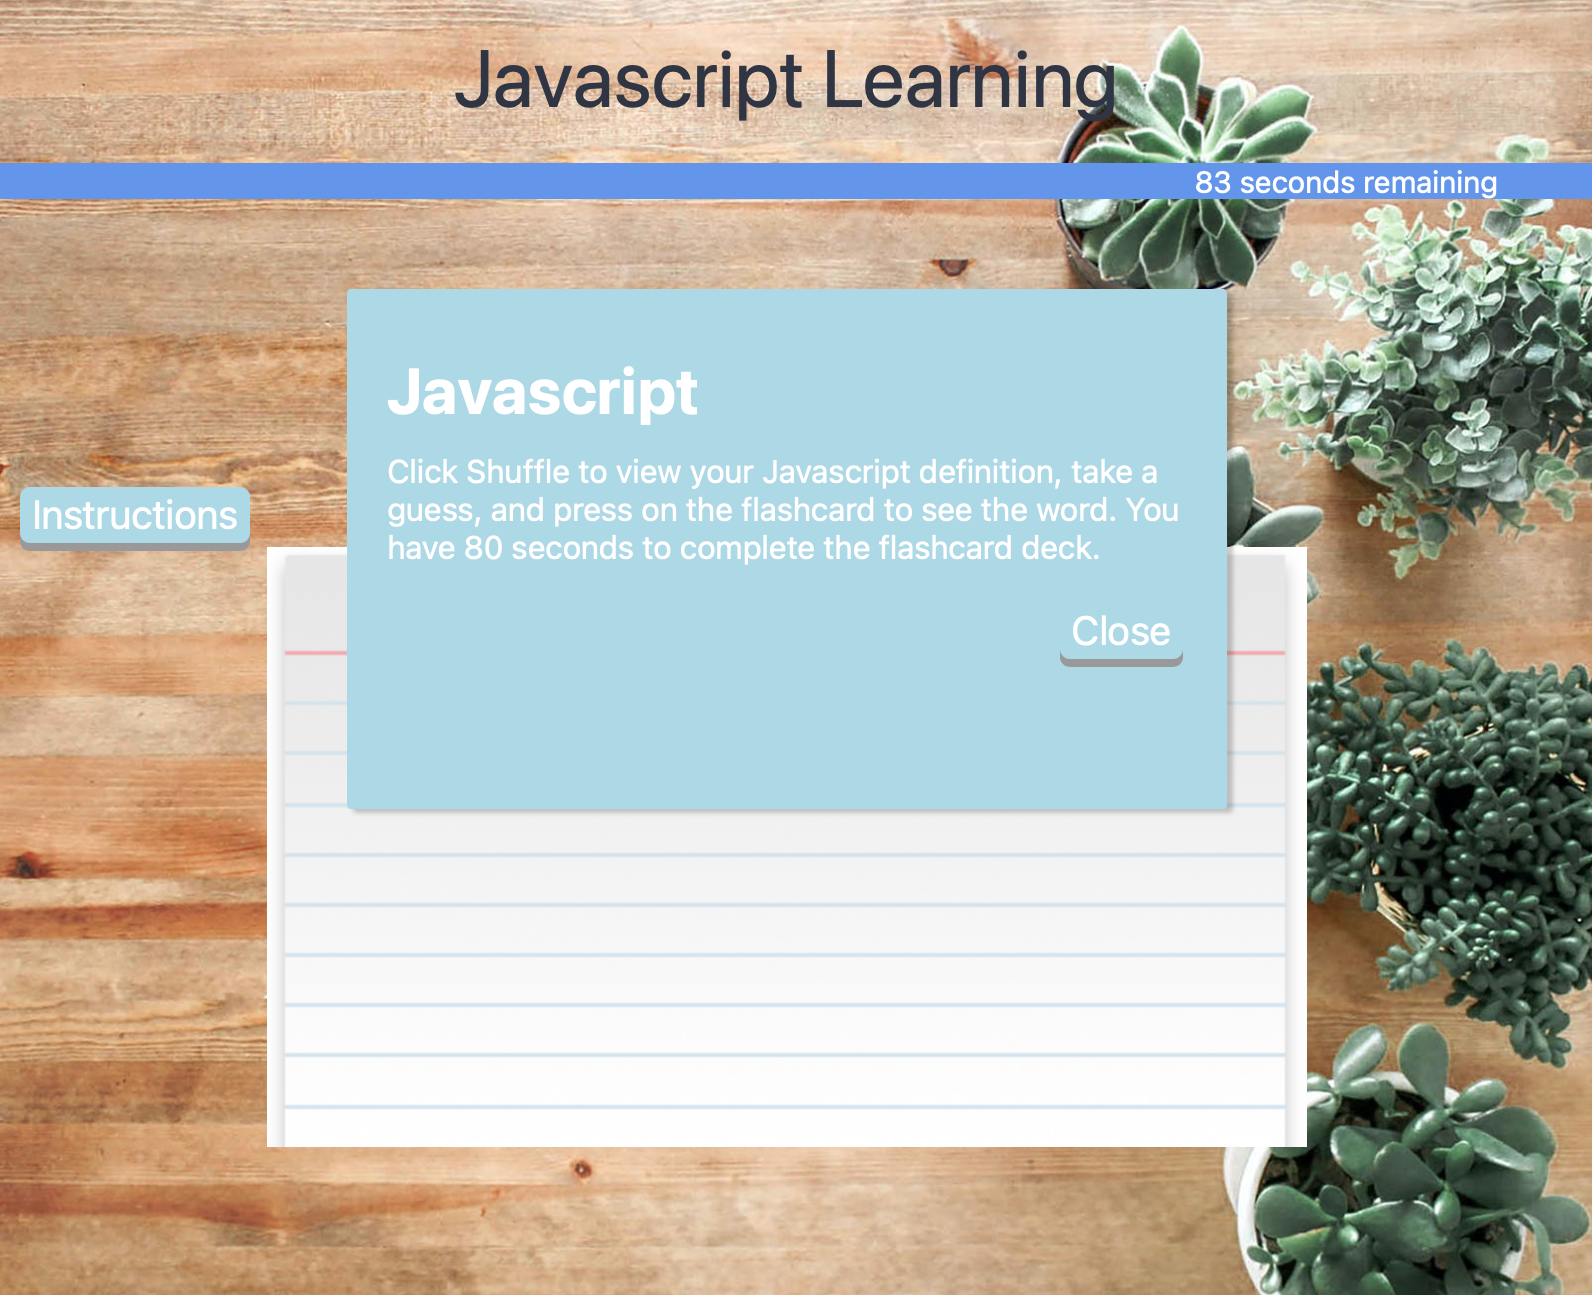 Javascript Learning
83 seconds remaining
Javascript
Click Shuffle to view your Javascript definition, take a
guess, and press on the flashcard to see the word. You
have 80 seconds to complete the flashcard deck.
Instructions
Close